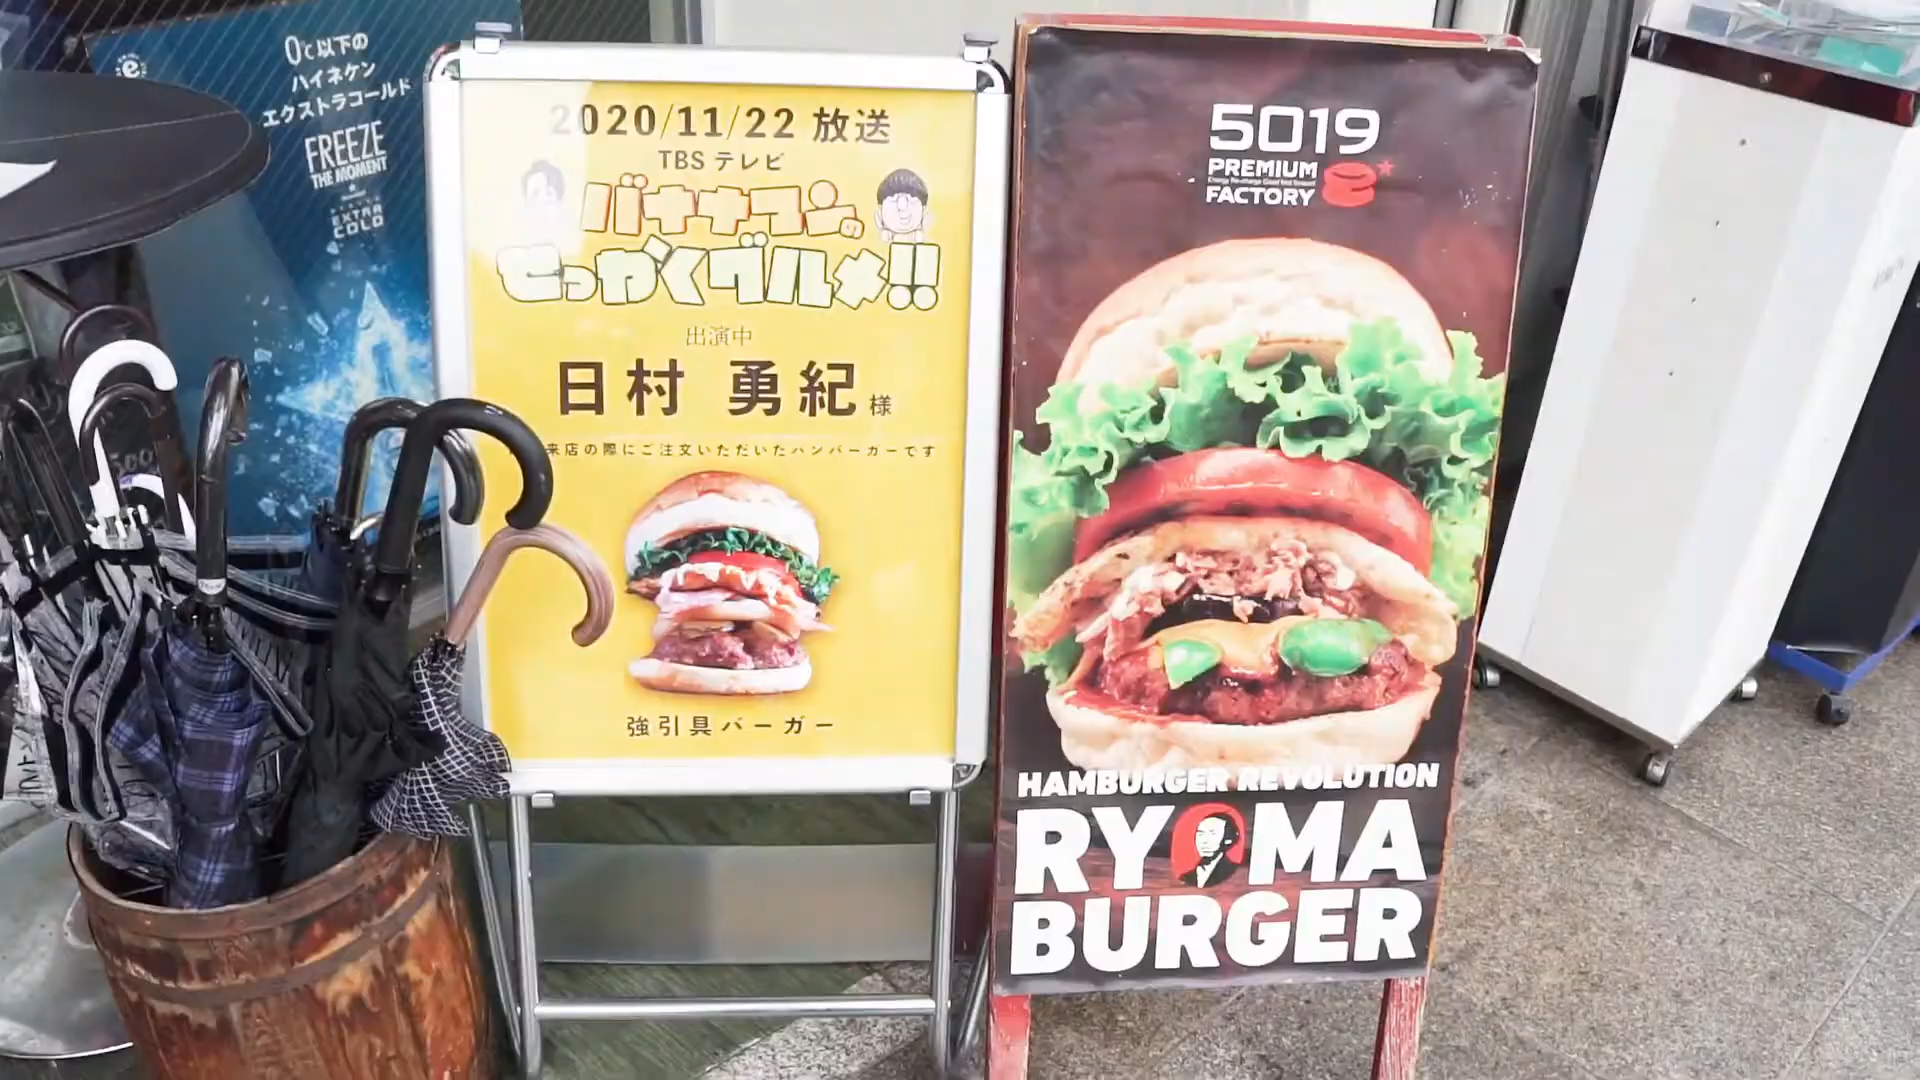 0℃以下の
ハイネケン
エクストラコールド
FREEZE
THE MOMENT
EXTRA
COLD
2020/11/22 放送
TBS テレビ
バナナマンの
せっかくグルメ!!
出演中
日村 勇紀 様
来店の際にご注文いただいたハンバーガーです
強引具バーガー
5019
PREMIUM
FACTORY
HAMBURGER REVOLUTION
RYOMA
BURGER